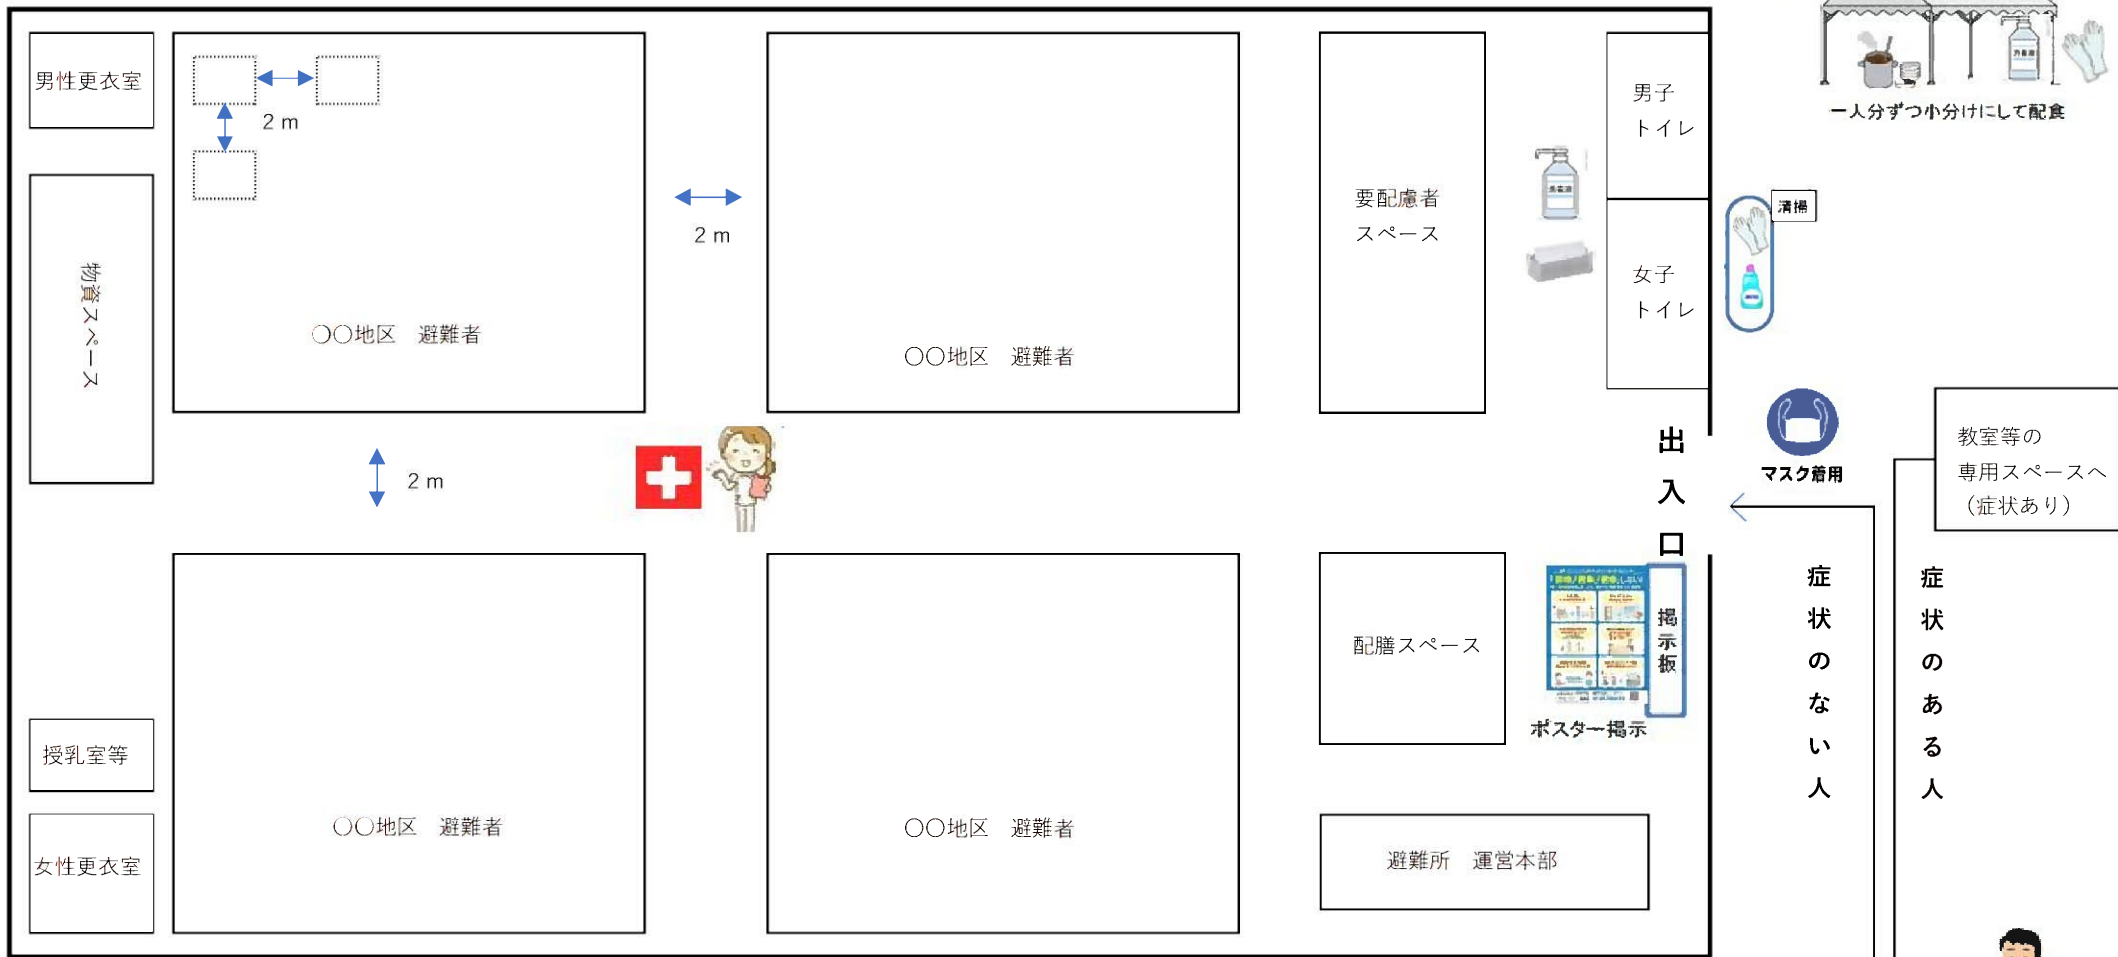 男性更衣室
2 m
物資スペース
〇〇地区　避難者
2 m
〇〇地区　避難者
要配慮者
スペース
男子
トイレ
女子
トイレ
消毒液
一人分ずつ小分けにして配食
清掃
2 m
出入口
マスク着用
教室等の
専用スペースへ
（症状あり）
症状のない人
症状のある人
授乳室等
女性更衣室
〇〇地区　避難者
〇〇地区　避難者
配膳スペース
掲示板
ポスター掲示
避難所　運営本部